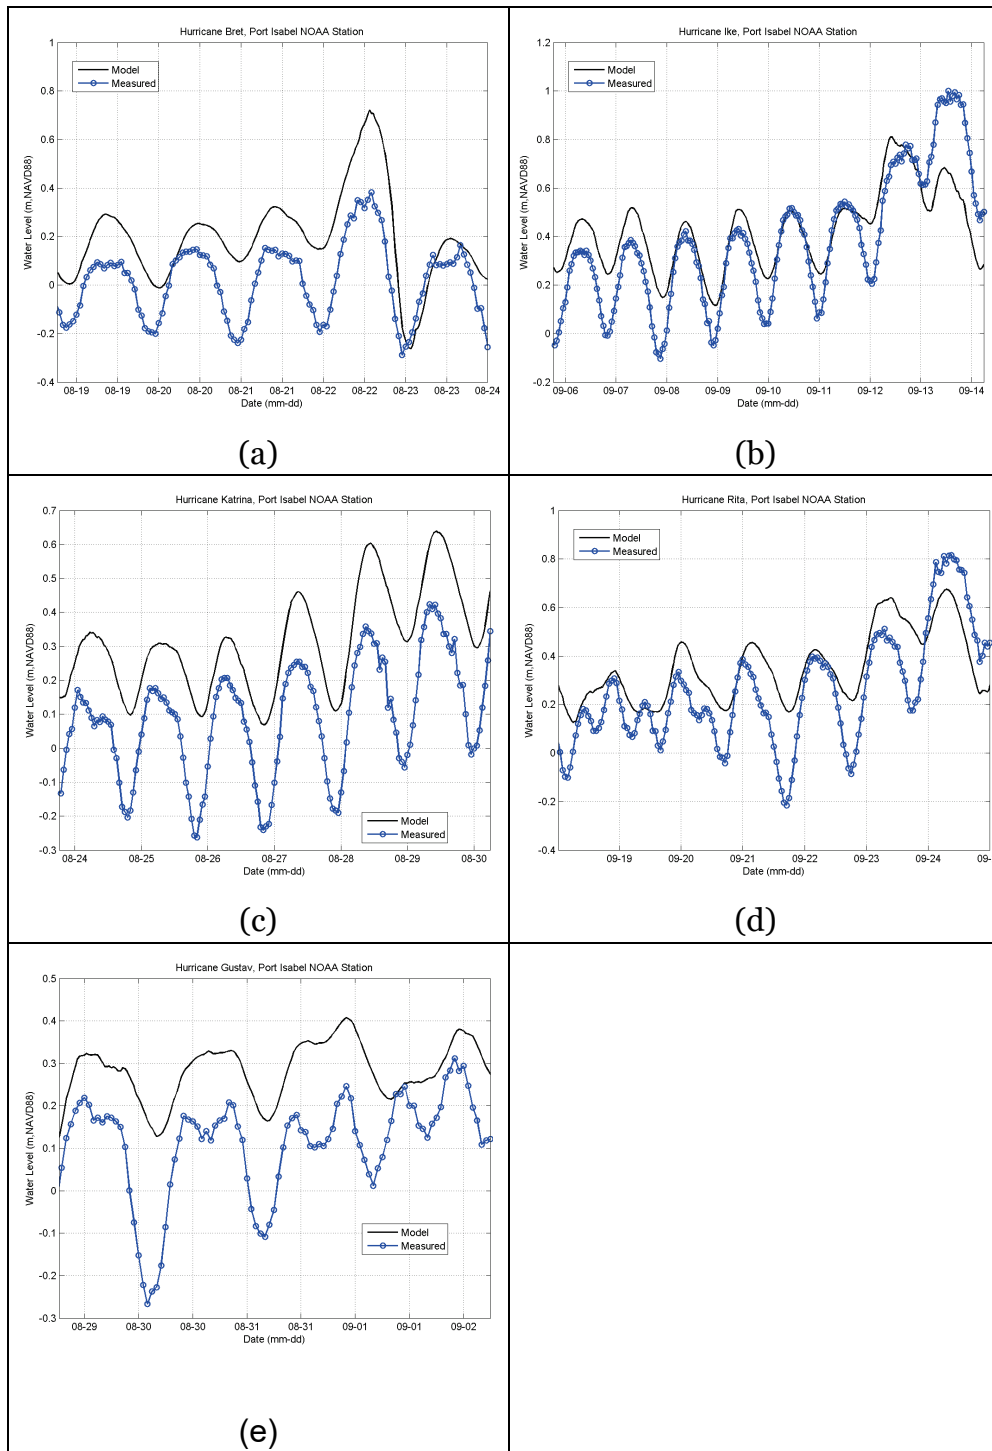 Hurricane Bret, Port Isabel NOAA Station
1
0.8
0.6
0.4
0.2
0
-0.2
-0.4
Water Level (m,NAVD88)
Model
Measured
08-19 08-19 08-20 08-20 08-21 08-21 08-22 08-22 08-23 08-23 08-24
Date (mm-dd)
(a)
Hurricane Ike, Port Isabel NOAA Station
1.2
1
0.8
0.6
0.4
0.2
0
-0.2
Water Level (m,NAVD88)
Model
Measured
09-06 09-07 09-08 09-09 09-10 09-11 09-12 09-13 09-14
Date (mm-dd)
(b)
Hurricane Katrina, Port Isabel NOAA Station
0.7
0.6
0.5
0.4
0.3
0.2
0.1
0
-0.1
-0.2
-0.3
Water Level (m,NAVD88)
Model
Measured
08-24 08-25 08-26 08-27 08-28 08-29 08-30
Date (mm-dd)
(c)
Hurricane Rita, Port Isabel NOAA Station
1
0.8
0.6
0.4
0.2
0
-0.2
-0.4
Water Level (m,NAVD88)
Model
Measured
09-19 09-20 09-21 09-22 09-23 09-24 09-
Date (mm-dd)
(d)
Hurricane Gustav, Port Isabel NOAA Station
0.5
0.4
0.3
0.2
0.1
0
-0.1
-0.2
-0.3
Water Level (m,NAVD88)
Model
Measured
08-29 08-30 08-30 08-31 08-31 09-01 09-01 09-02
Date (mm-dd)
(e)